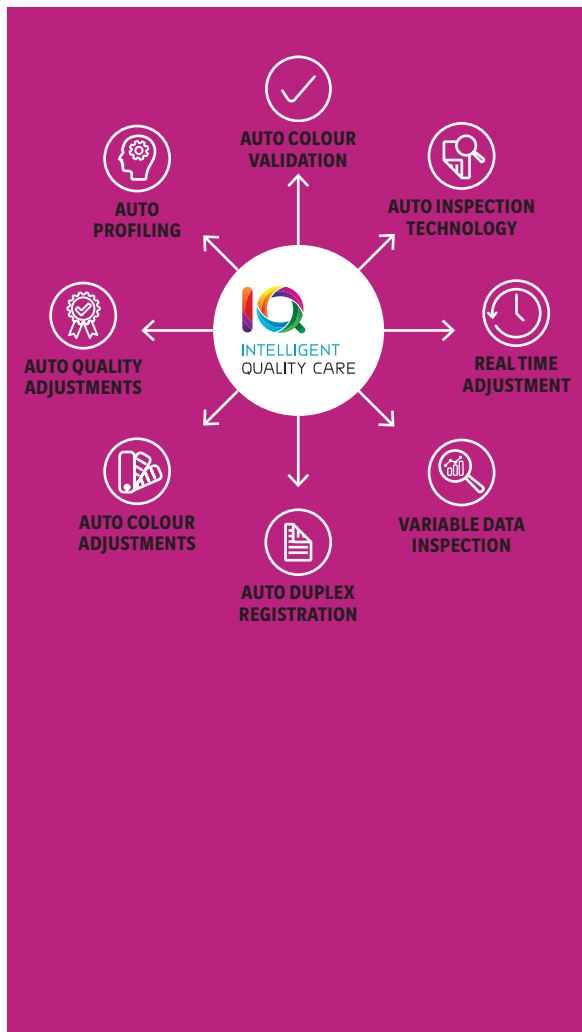 AUTO COLOUR
VALIDATION
AUTO
PROFILING
AUTO INSPECTION
TECHNOLOGY
IQ
INTELLIGENT
QUALITY CARE
AUTO QUALITY
ADJUSTMENTS
REAL TIME
ADJUSTMENT
AUTO COLOUR
ADJUSTMENTS
VARIABLE DATA
INSPECTION
AUTO DUPLEX
REGISTRATION